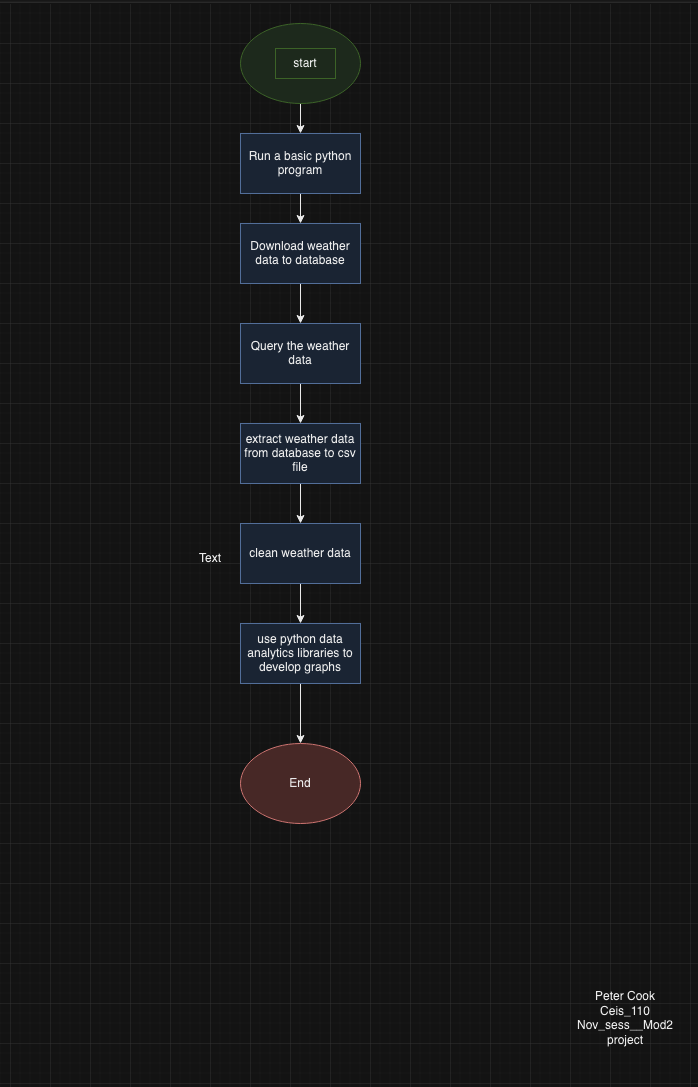 start
Run a basic python
program
Download weather
data to database
Query the weather
data
extract weather data
from database to csv
file
Text
clean weather data
use python data
analytics libraries to
develop graphs
End
Peter Cook
Ceis_110
Nov_sess__Mod2
project